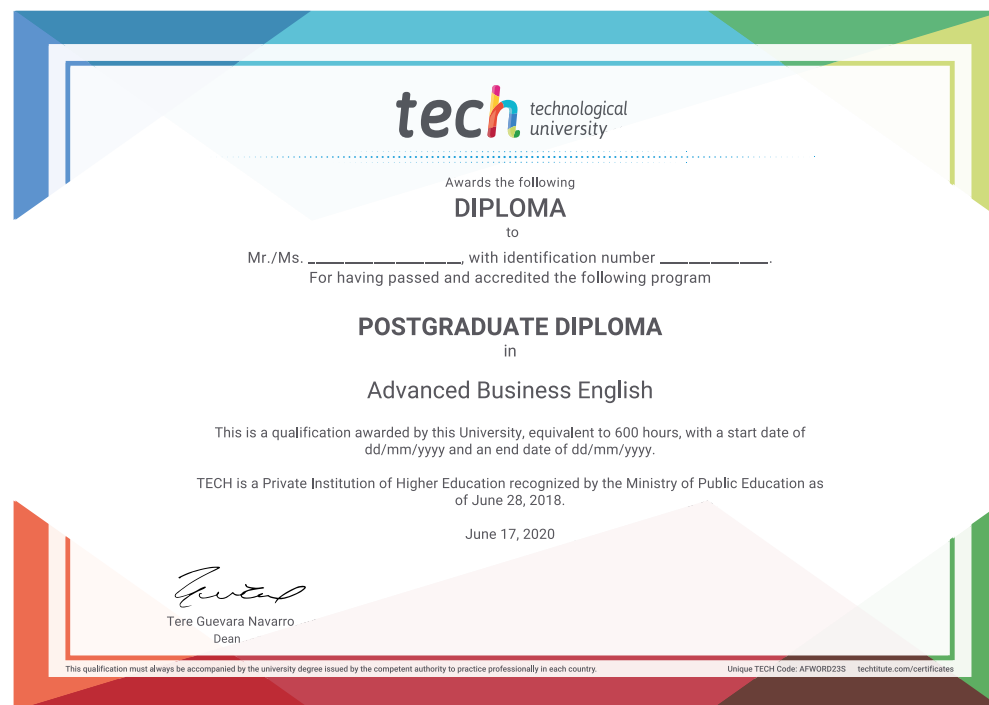 tech technological
university
Awards the following
DIPLOMA
to
Mr./Ms. ____________________, with identification number ______________.
For having passed and accredited the following program
POSTGRADUATE DIPLOMA
in
Advanced Business English
This is a qualification awarded by this University, equivalent to 600 hours, with a start date of
dd/mm/yyyy and an end date of dd/mm/yyyy.
TECH is a Private Institution of Higher Education recognized by the Ministry of Public Education as
of June 28, 2018.
June 17, 2020
Tere Guevara Navarro
Dean
This qualification must always be accompanied by the university degree issued by the competent authority to practice professionally in each country.
Unique TECH Code: AFWORD23S techtitute.com/certificates